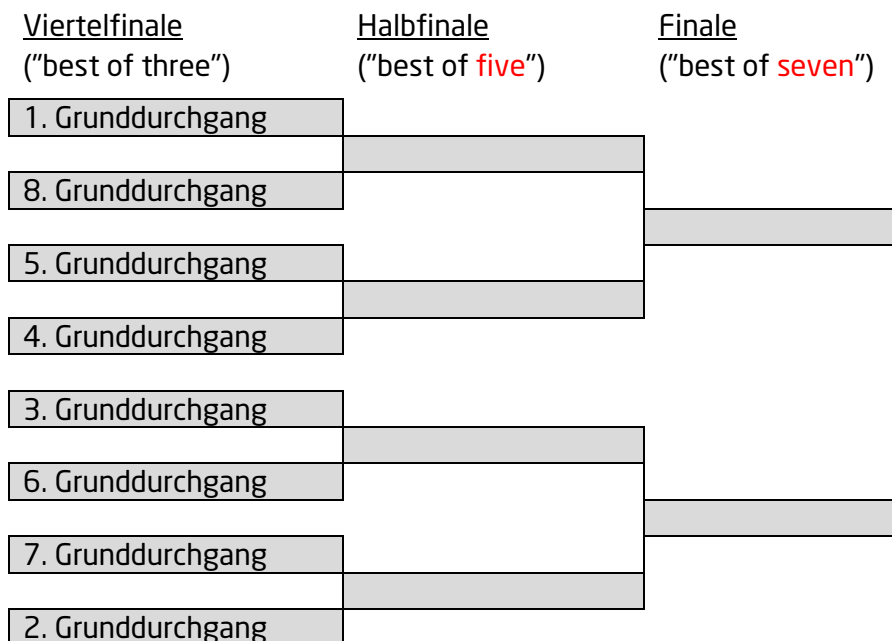 Viertelfinale Halbfinale Finale
("best of three") ("best of five") ("best of seven")
1. Grunddurchgang
8. Grunddurchgang
5. Grunddurchgang
4. Grunddurchgang
3. Grunddurchgang
6. Grunddurchgang
7. Grunddurchgang
2. Grunddurchgang